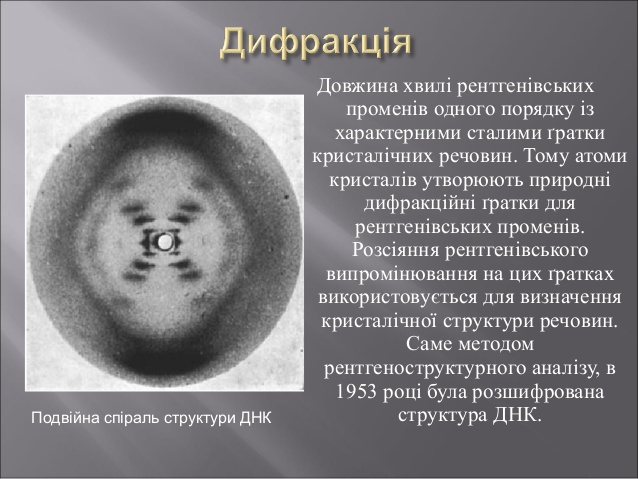 Дифракція
Довжина хвилі рентгенівських
променів одного порядку із
характерними сталими ґратки
кристалічних речовин. Тому атоми
кристалів утворюють природні
дифракційні ґратки для
рентгенівських променів.
Розсіяння рентгенівського
випромінювання на цих ґратках
використовується для визначення
кристалічної структури речовин.
Саме методом
рентгеноструктурного аналізу, в
1953 році була розшифрована
структура ДНК.
Подвійна спіраль структури ДНК